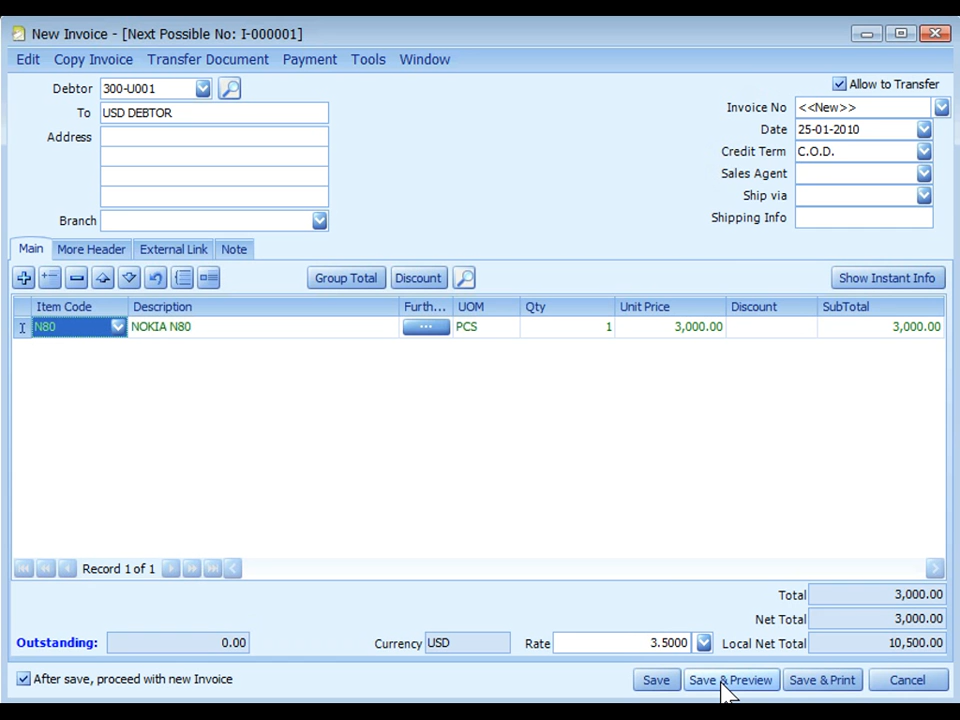 New Invoice - [Next Possible No: I-000001]
Edit Copy Invoice Transfer Document Payment Tools Window
Debtor 300-U001
To USD DEBTOR
Address
Branch
Allow to Transfer
Invoice No <<New>>
Date 25-01-2010
Credit Term C.O.D.
Sales Agent
Ship via
Shipping Info
Main More Header External Link Note
Group Total Discount Show Instant Info
Item Code Description Furth... UOM Qty Unit Price Discount SubTotal
N80 NOKIA N80 ... PCS 1 3,000.00 3,000.00
Record 1 of 1
Total 3,000.00
Net Total 3,000.00
Outstanding: 0.00 Currency USD Rate 3.5000 Local Net Total 10,500.00
After save, proceed with new Invoice Save Save & Preview Save & Print Cancel